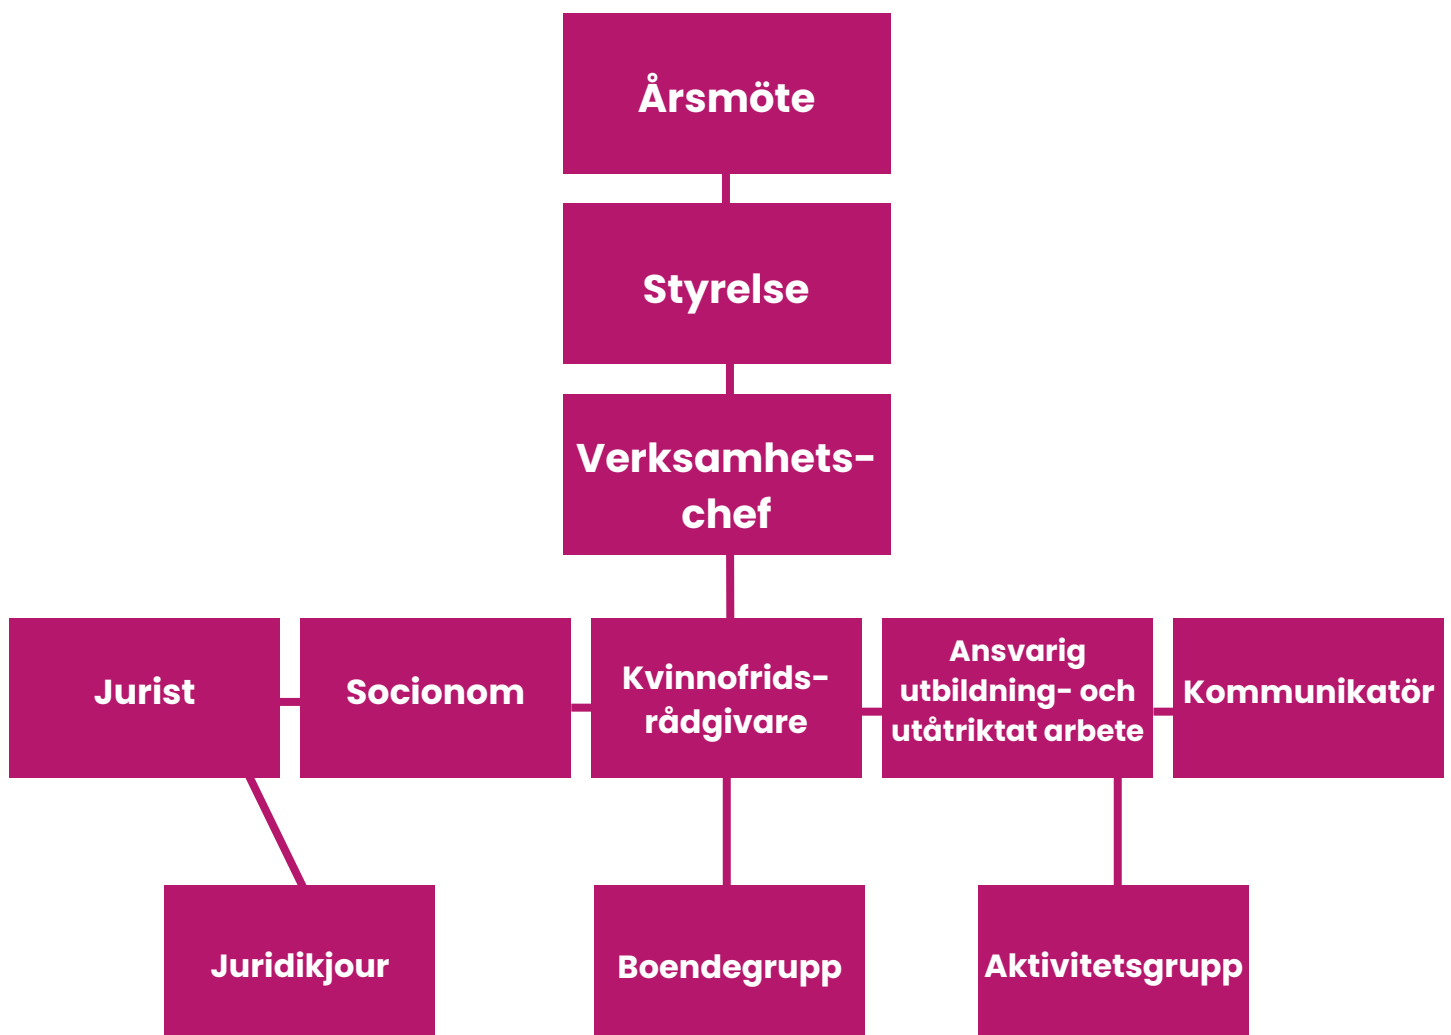 Årsmöte
Styrelse
Verksamhets-
chef
Jurist
Socionom
Kvinnofrids-
rådgivare
Ansvarig
utbildning- och
utåtriktat arbete
Kommunikatör
Juridikjour
Boendegrupp
Aktivitetsgrupp